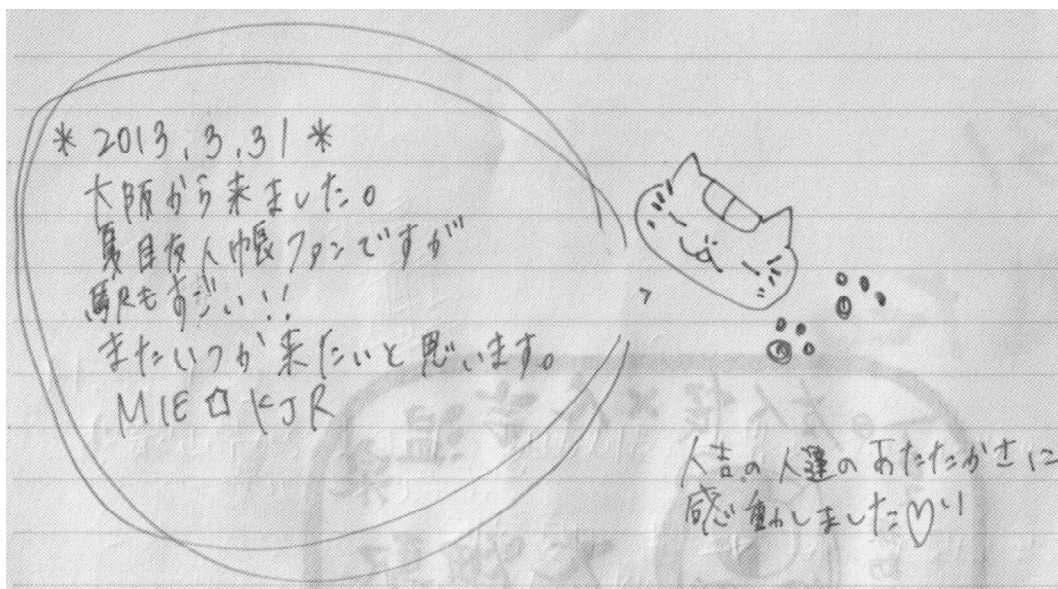 * 2013.3.31 *
大阪から来ました。
夏目友人帳ファンですが
駅もすごい!!
またいつか来たいと思います。
MIE☆KJR
人吉の人達のあたたかさに
感動しました♡!!